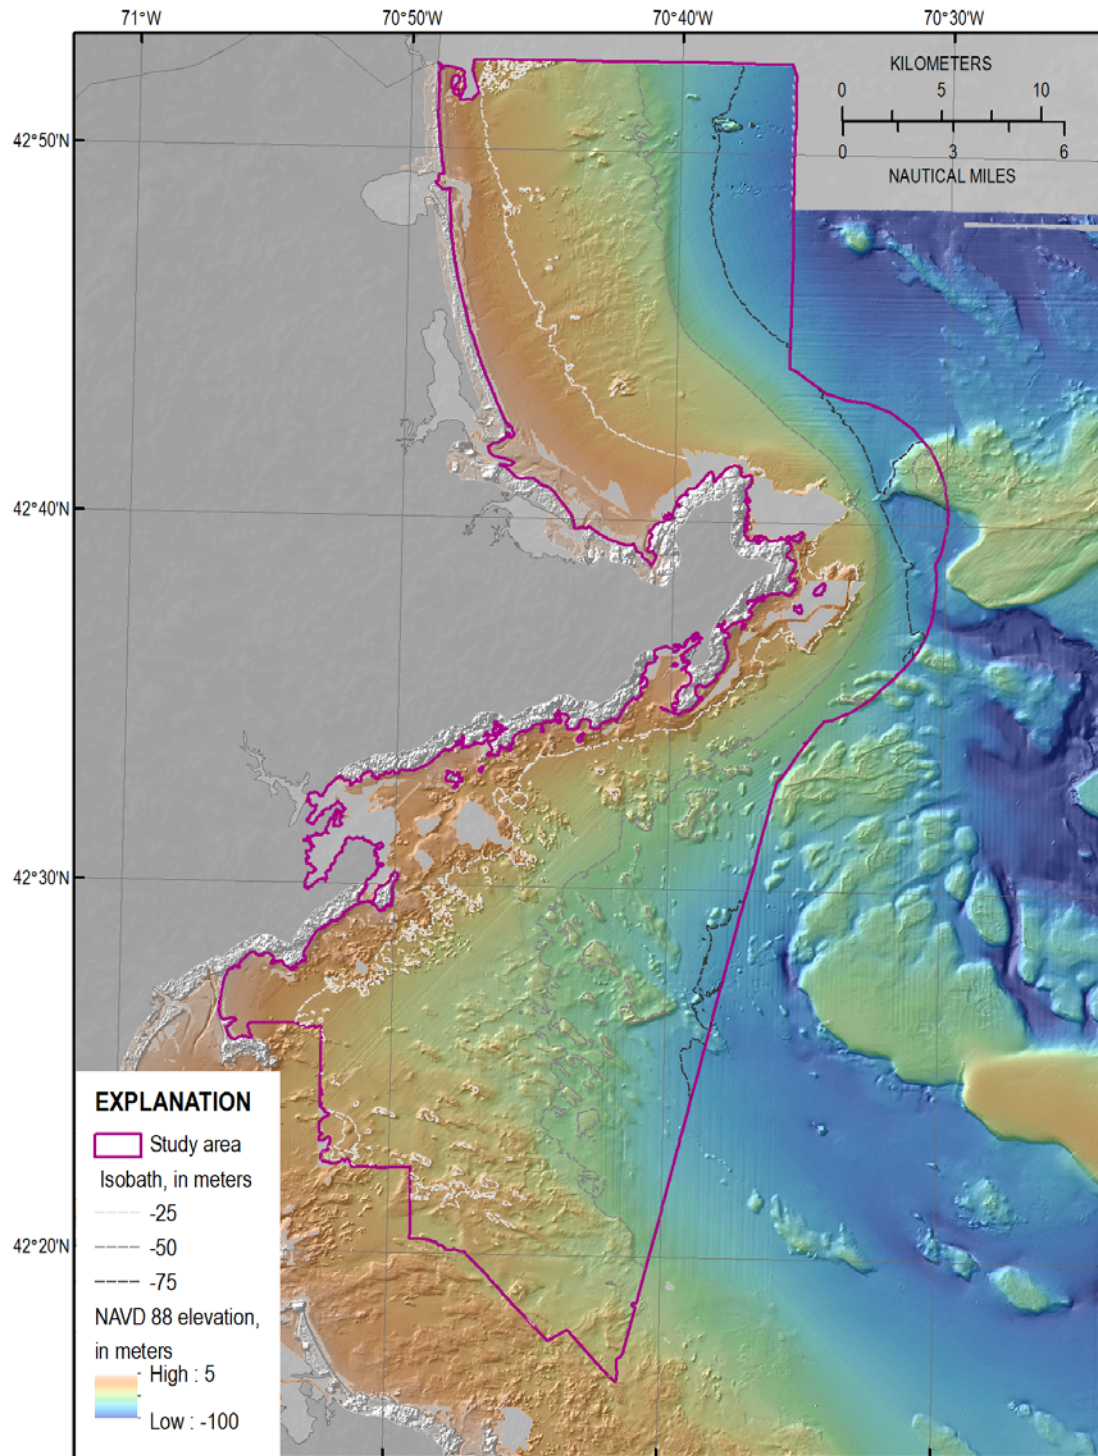 71°W
70°50'W
70°40'W
70°30'W
KILOMETERS
0 5 10
0 3 6
NAUTICAL MILES
42°50'N
42°40'N
42°30'N
42°20'N
EXPLANATION
Study area
Isobath, in meters
-25
-50
-75
NAVD 88 elevation,
in meters
High : 5
Low : -100